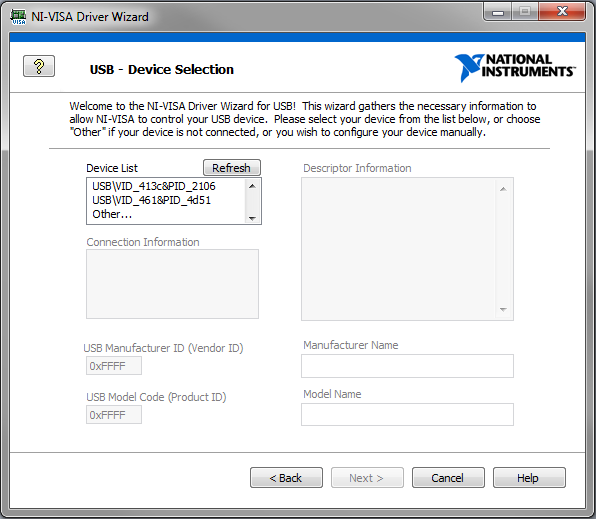 NI-VISA Driver Wizard
?
USB - Device Selection
NATIONAL
INSTRUMENTS™
Welcome to the NI-VISA Driver Wizard for USB! This wizard gathers the necessary information to
allow NI-VISA to control your USB device. Please select your device from the list below, or choose
"Other" if your device is not connected, or you wish to configure your device manually.
Device List
Refresh
USB\VID_413c&PID_2106
USB\VID_461&PID_4d51
Other...
Connection Information
Descriptor Information
USB Manufacturer ID (Vendor ID)
0xFFFF
USB Model Code (Product ID)
0xFFFF
Manufacturer Name
Model Name
< Back
Next >
Cancel
Help